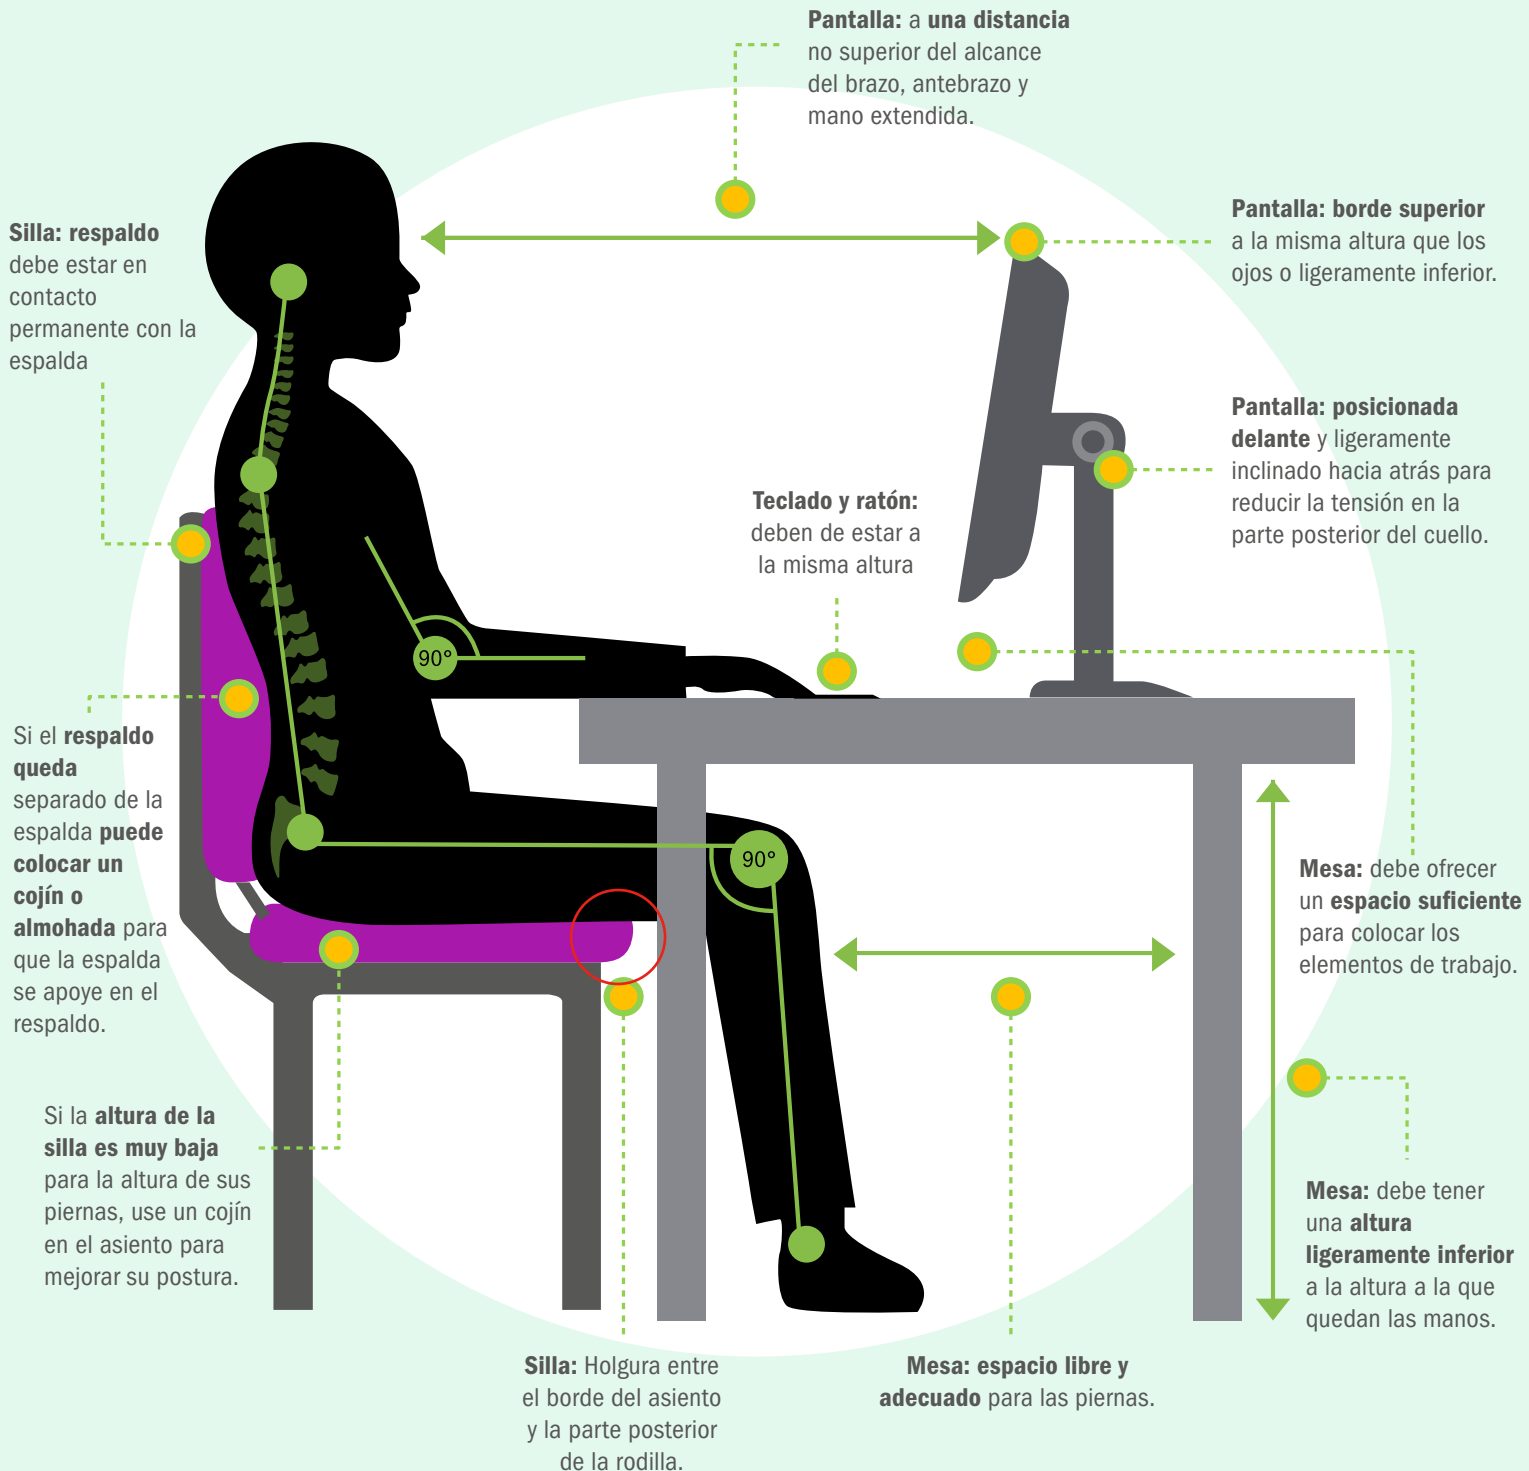 Pantalla: a una distancia
no superior del alcance
del brazo, antebrazo y
mano extendida.
Silla: respaldo
debe estar en
contacto
permanente con la
espalda
Pantalla: borde superior
a la misma altura que los
ojos o ligeramente inferior.
Pantalla: posicionada
delante y ligeramente
inclinado hacia atrás para
reducir la tensión en la
parte posterior del cuello.
Teclado y ratón:
deben de estar a
la misma altura
90°
Si el respaldo
queda
separado de la
espalda puede
colocar un
cojín o
almohada para
que la espalda
se apoye en el
respaldo.
90°
Mesa: debe ofrecer
un espacio suficiente
para colocar los
elementos de trabajo.
Si la altura de la
silla es muy baja
para la altura de sus
piernas, use un cojín
en el asiento para
mejorar su postura.
Mesa: debe tener
una altura
ligeramente inferior
a la altura a la que
quedan las manos.
Silla: Holgura entre
el borde del asiento
y la parte posterior
de la rodilla.
Mesa: espacio libre y
adecuado para las piernas.